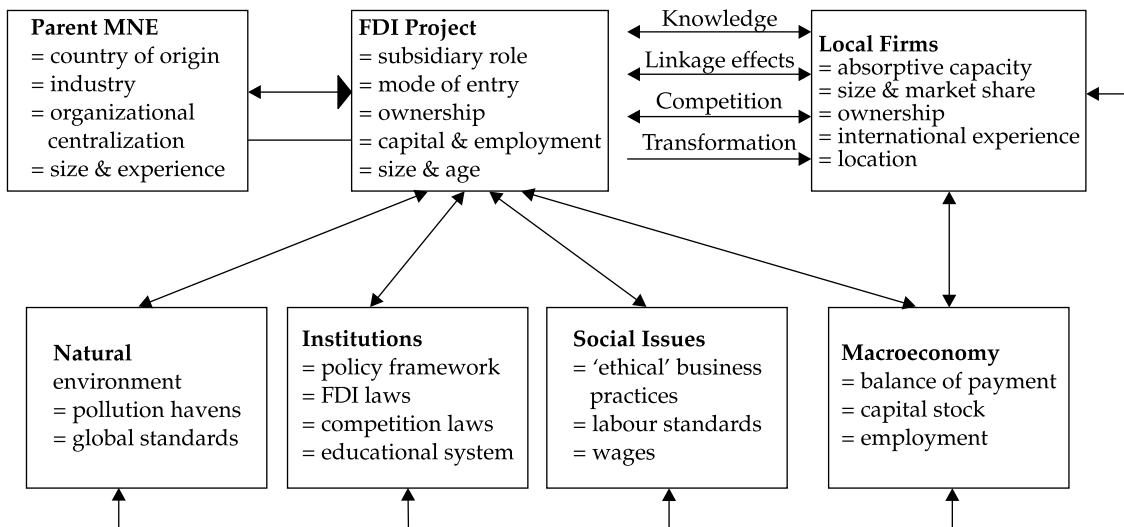 Parent MNE
= country of origin
= industry
= organizational
centralization
= size & experience
FDI Project
= subsidiary role
= mode of entry
= ownership
= capital & employment
= size & age
Knowledge
Linkage effects
Competition
Transformation
Local Firms
= absorptive capacity
= size & market share
= ownership
= international experience
= location
Natural
environment
= pollution havens
= global standards
Institutions
= policy framework
= FDI laws
= competition laws
= educational system
Social Issues
= ‘ethical’ business
practices
= labour standards
= wages
Macroeconomy
= balance of payment
= capital stock
= employment